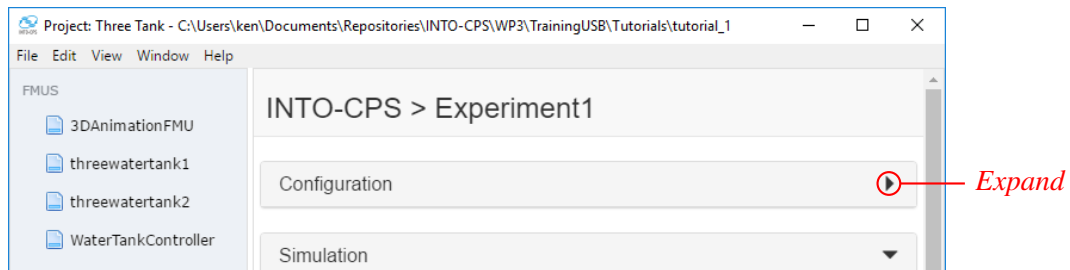 Project: Three Tank - C:\Users\ken\Documents\Repositories\INTO-CPS\WP3\TrainingUSB\Tutorials\tutorial_1
File Edit View Window Help
FMUS
3DAnimationFMU
threewatertank1
threewatertank2
WaterTankController
INTO-CPS > Experiment1
Configuration
Expand
Simulation